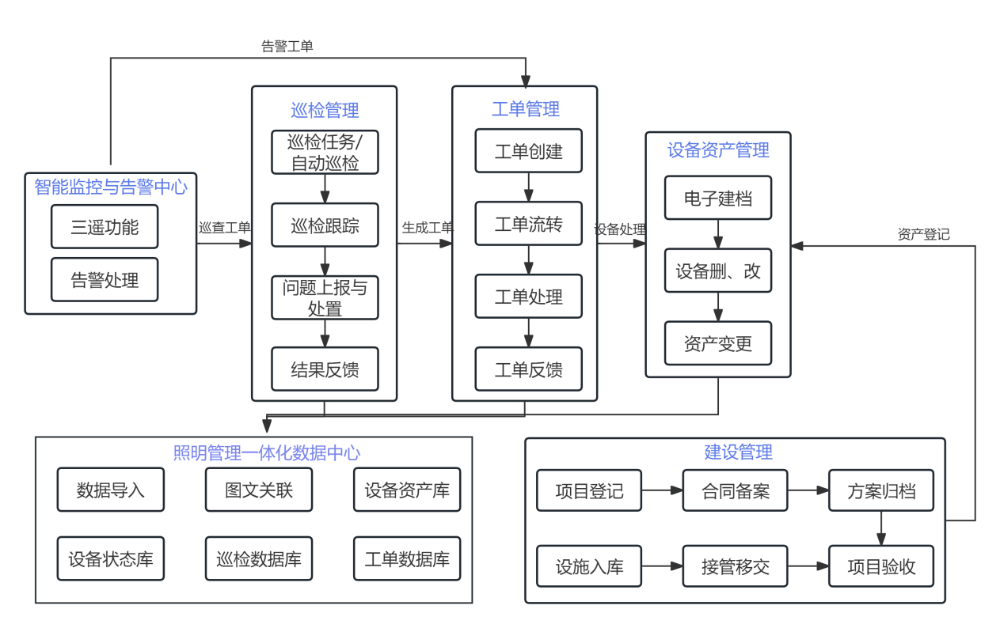 告警工单
智能监控与告警中心
三遥功能
告警处理
巡查工单
巡检管理
巡检任务/
自动巡检
巡检跟踪
问题上报与
处置
结果反馈
生成工单
工单管理
工单创建
工单流转
工单处理
工单反馈
设备处理
设备资产管理
电子建档
设备删、改
资产变更
资产登记
照明管理一体化数据中心
数据导入
图文关联
设备资产库
设备状态库
巡检数据库
工单数据库
建设管理
项目登记
合同备案
方案归档
设施入库
接管移交
项目验收